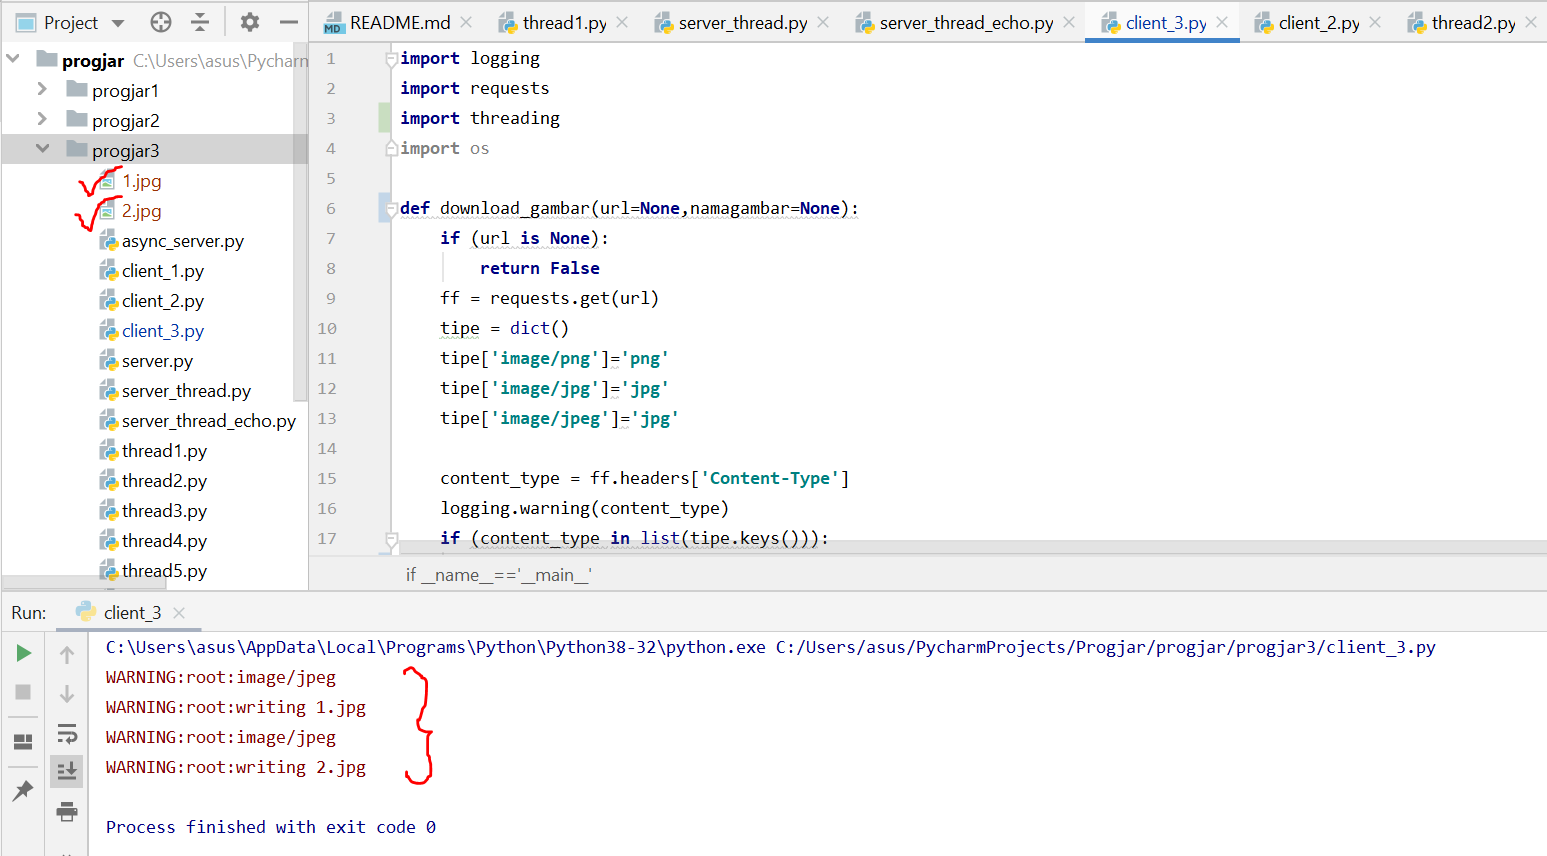 Project
README.md
thread1.py
server_thread.py
server_thread_echo.py
client_3.py
client_2.py
thread2.py
progjar C:\Users\asus\Pycharm
progjar1
progjar2
progjar3
1.jpg
2.jpg
async_server.py
client_1.py
client_2.py
client_3.py
server.py
server_thread.py
server_thread_echo.py
thread1.py
thread2.py
thread3.py
thread4.py
thread5.py
1 import logging
2 import requests
3 import threading
4 import os
5
6 def download_gambar(url=None,namagambar=None):
7 if (url is None):
8 return False
9 ff = requests.get(url)
10 tipe = dict()
11 tipe['image/png']='png'
12 tipe['image/jpg']='jpg'
13 tipe['image/jpeg']='jpg'
14
15 content_type = ff.headers['Content-Type']
16 logging.warning(content_type)
17 if (content_type in list(tipe.keys())):
if __name__=='__main__'
Run: client_3
C:\Users\asus\AppData\Local\Programs\Python\Python38-32\python.exe C:/Users/asus/PycharmProjects/Progjar/progjar/progjar3/client_3.py
WARNING:root:image/jpeg
WARNING:root:writing 1.jpg
WARNING:root:image/jpeg
WARNING:root:writing 2.jpg
Process finished with exit code 0